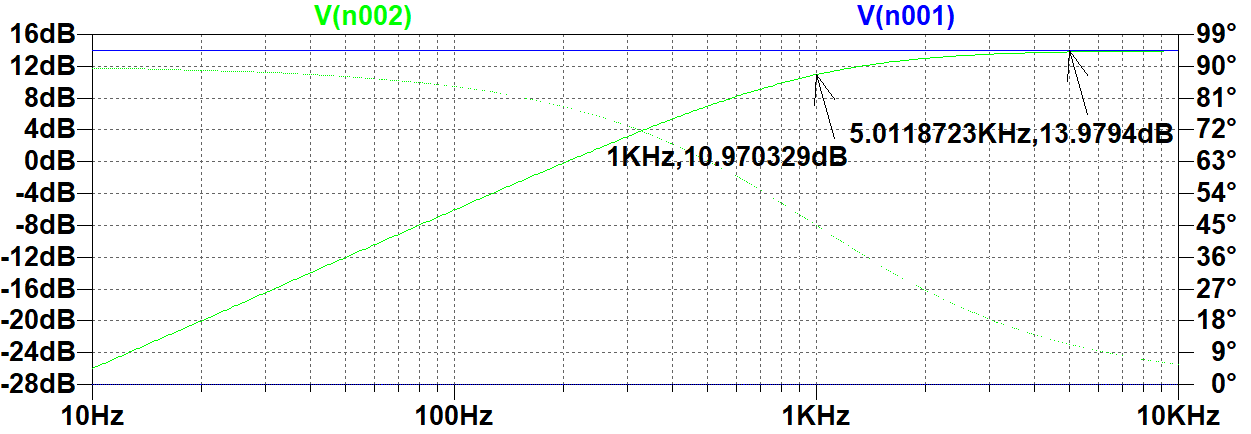 V(n002) V(n001)
16dB 99°
12dB 90°
8dB 81°
4dB 72°
5.0118723KHz,13.9794dB
1KHz,10.970329dB
0dB 63°
-4dB 54°
-8dB 45°
-12dB 36°
-16dB 27°
-20dB 18°
-24dB 9°
-28dB 0°
10Hz 100Hz 1KHz 10KHz